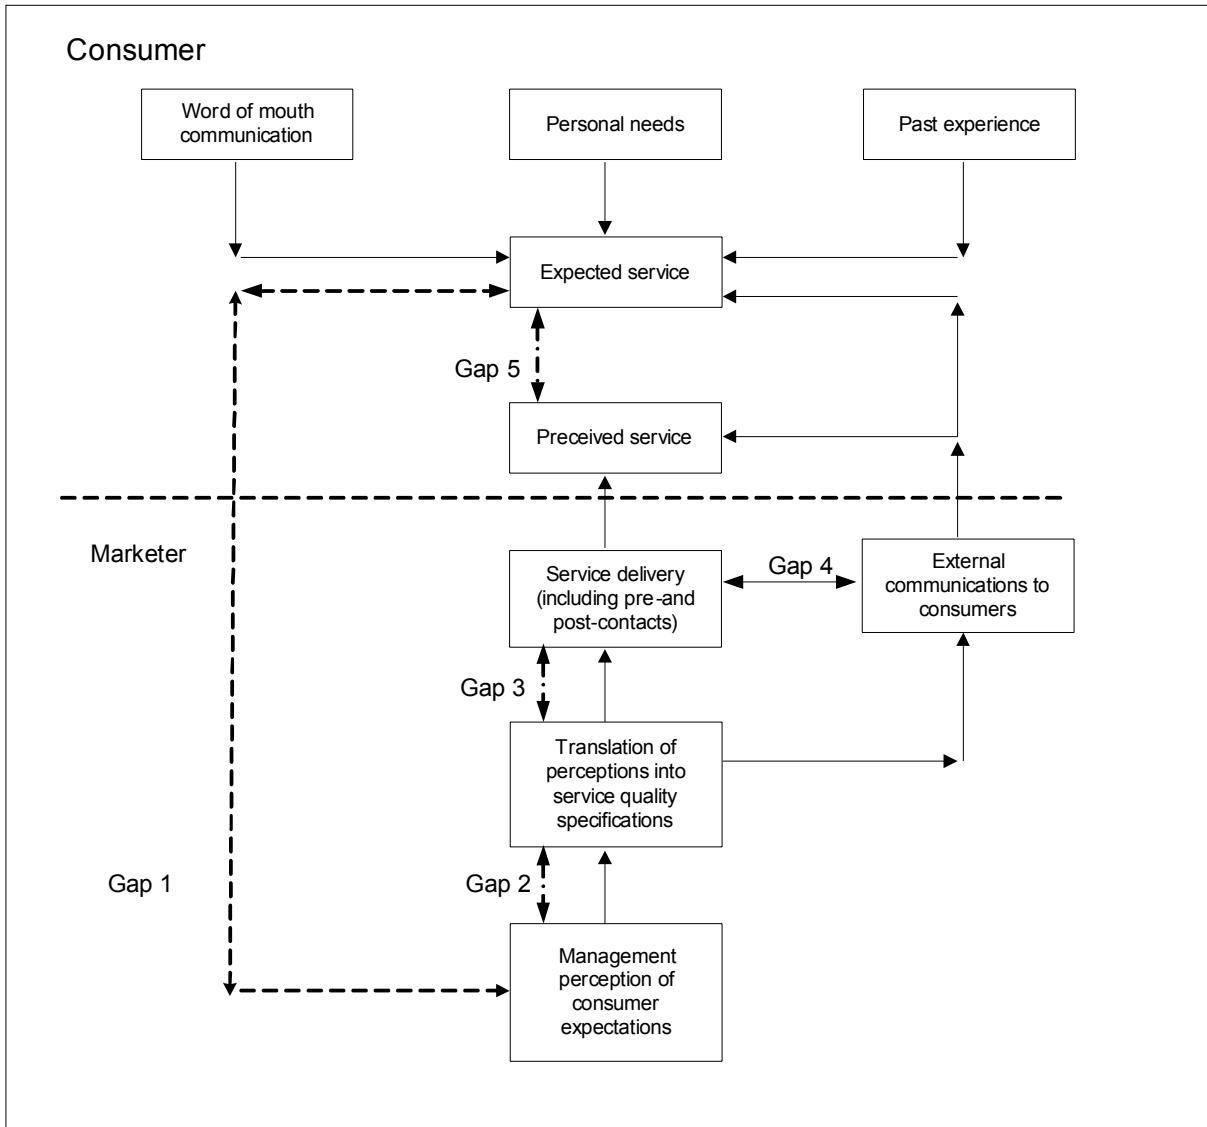 Consumer
Word of mouth
communication
Personal needs
Past experience
Expected service
Gap 5
Preceived service
Marketer
Service delivery
(including pre-and
post-contacts)
Gap 4
External
communications to
consumers
Gap 3
Translation of
perceptions into
service quality
specifications
Gap 1
Gap 2
Management
perception of
consumer
expectations